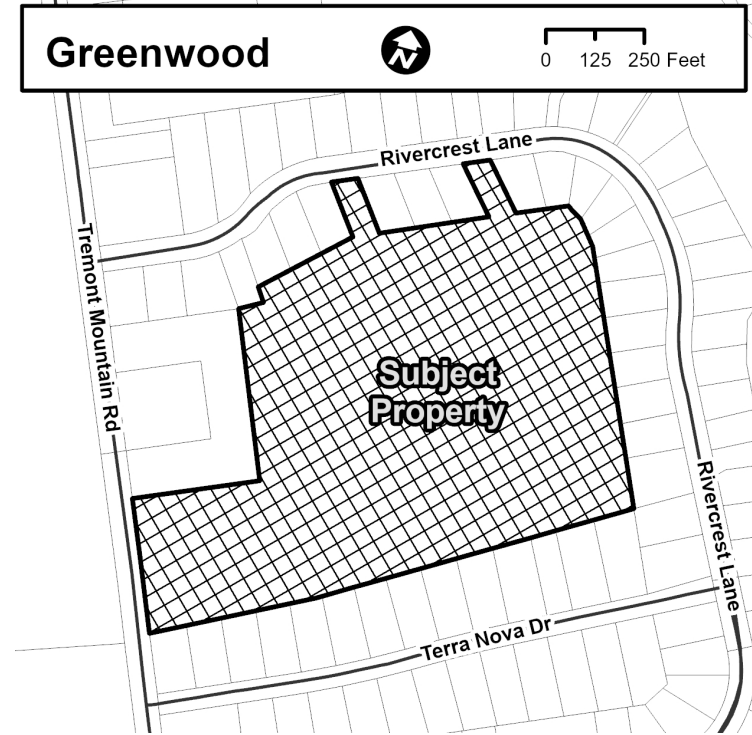 Greenwood
N
0 125 250 Feet
Rivercrest Lane
Tremont Mountain Rd
Subject
Property
Rivercrest Lane
Terra Nova Dr